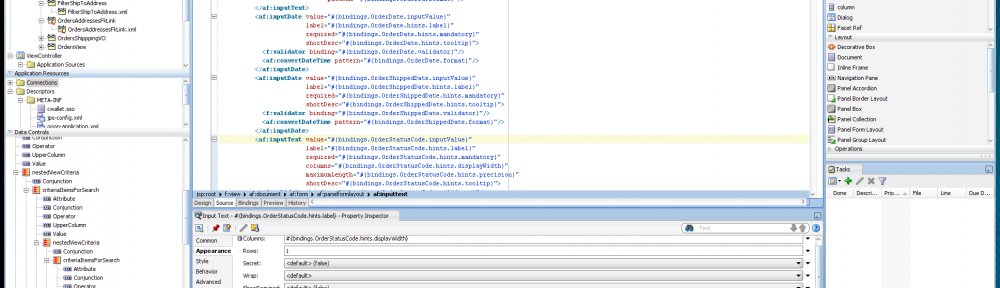 FilterShipToAddress
FilterShipToAddress.xml
OrdersAddressesFkLink
OrdersAddressesFkLink.xml
OrdersShipppingVO
OrdersView
ViewController
Application Sources
Application Resources
Connections
Descriptors
META-INF
cwallet.sso
jps-config.xml
Data Controls
Conjunction
Operator
UpperColumn
Value
nestedViewCriteria
Conjunction
criteriaItemsForSearch
Attribute
Conjunction
Operator
UpperColumn
Value
nestedViewCriteria
Conjunction
criteriaItemsForSearch
Attribute
Conjunction
Operator
</af:inputText>
<af:inputDate value="#{bindings.OrderDate.inputValue}"
label="#{bindings.OrderDate.hints.label}"
required="#{bindings.OrderDate.hints.mandatory}"
shortDesc="#{bindings.OrderDate.hints.tooltip}">
<f:validator binding="#{bindings.OrderDate.validator}"/>
<af:convertDateTime pattern="#{bindings.OrderDate.format}"/>
</af:inputDate>
<af:inputDate value="#{bindings.OrderShippedDate.inputValue}"
label="#{bindings.OrderShippedDate.hints.label}"
required="#{bindings.OrderShippedDate.hints.mandatory}"
shortDesc="#{bindings.OrderShippedDate.hints.tooltip}">
<f:validator binding="#{bindings.OrderShippedDate.validator}"/>
<af:convertDateTime pattern="#{bindings.OrderShippedDate.format}"/>
</af:inputDate>
<af:inputText value="#{bindings.OrderStatusCode.inputValue}"
label="#{bindings.OrderStatusCode.hints.label}"
required="#{bindings.OrderStatusCode.hints.mandatory}"
columns="#{bindings.OrderStatusCode.hints.displayWidth}"
maximumLength="#{bindings.OrderStatusCode.hints.precision}"
shortDesc="#{bindings.OrderStatusCode.hints.tooltip}">
jsp:root f:view af:document af:form af:panelformlayout af:inputtext
Design Source Bindings Preview History
Input Text - #{bindings.OrderStatusCode.hints.label} - Property Inspector
Find
Common
Appearance
Style
Behavior
Advanced
Columns: #{bindings.OrderStatusCode.hints.displayWidth}
Rows: 1
Secret: <default> (false)
Wrap: <default>
column
Dialog
Facet Ref
Layout
Decorative Box
Document
Inline Frame
Navigation Pane
Panel Accordion
Panel Border Layout
Panel Box
Panel Collection
Panel Form Layout
Panel Group Layout
Operations
Tasks
Done Descri... Prio... File Line Due D...